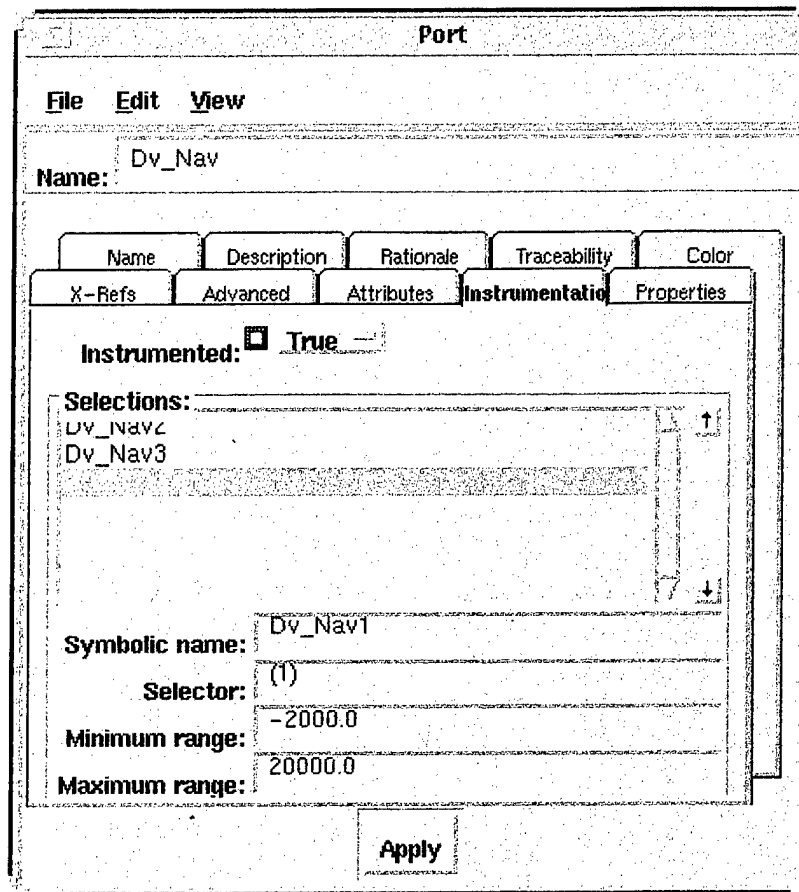 Port
File Edit View
Name: Dv_Nav
Name Description Rationale Traceability Color
X-Refs Advanced Attributes Instrumentatio Properties
Instrumented: True
Selections:
Dv_Nav2
Dv_Nav3
Symbolic name: Dv_Nav1
Selector: (1)
Minimum range: -2000.0
Maximum range: 20000.0
Apply